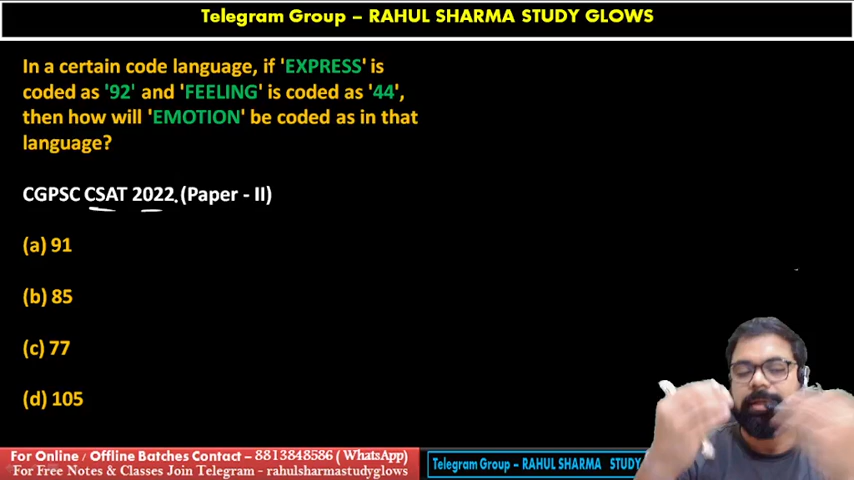 Telegram Group – RAHUL SHARMA STUDY GLOWS
In a certain code language, if 'EXPRESS' is
coded as '92' and 'FEELING' is coded as '44',
then how will 'EMOTION' be coded as in that
language?
CGPSC CSAT 2022. (Paper - II)
(a) 91
(b) 85
(c) 77
(d) 105
For Online / Offline Batches Contact – 8813848586 ( WhatsApp)
For Free Notes & Classes Join Telegram - rahulsharmastudyglows
Telegram Group – RAHUL SHARMA STUDY